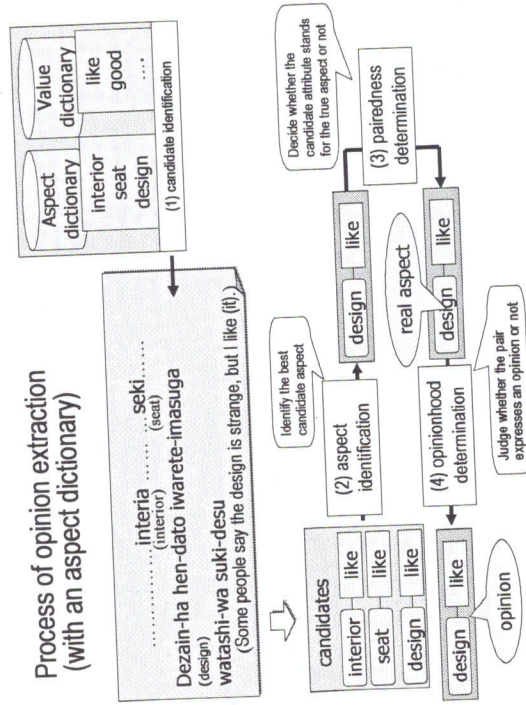 Process of opinion extraction
(with an aspect dictionary)
Aspect
dictionary
interior
seat
design
Value
dictionary
like
good
....
(1) candidate identification
.................interia ...... ...seki.......
(interior) (seat)
Dezain-ha hen-dato iwarete-imasuga
(design)
watashi-wa suki-desu
(Some people say the design is strange, but I like (it).)
candidates
interior like
seat like
design like
Identify the best
candidate aspect
(2) aspect
identification
design like
Decide whether the
candidate attribute stands
for the true aspect or not
(3) pairedness
determination
design like
real aspect
(4) opinionhood
determination
Judge whether the pair
expresses an opinion or not
design like
opinion